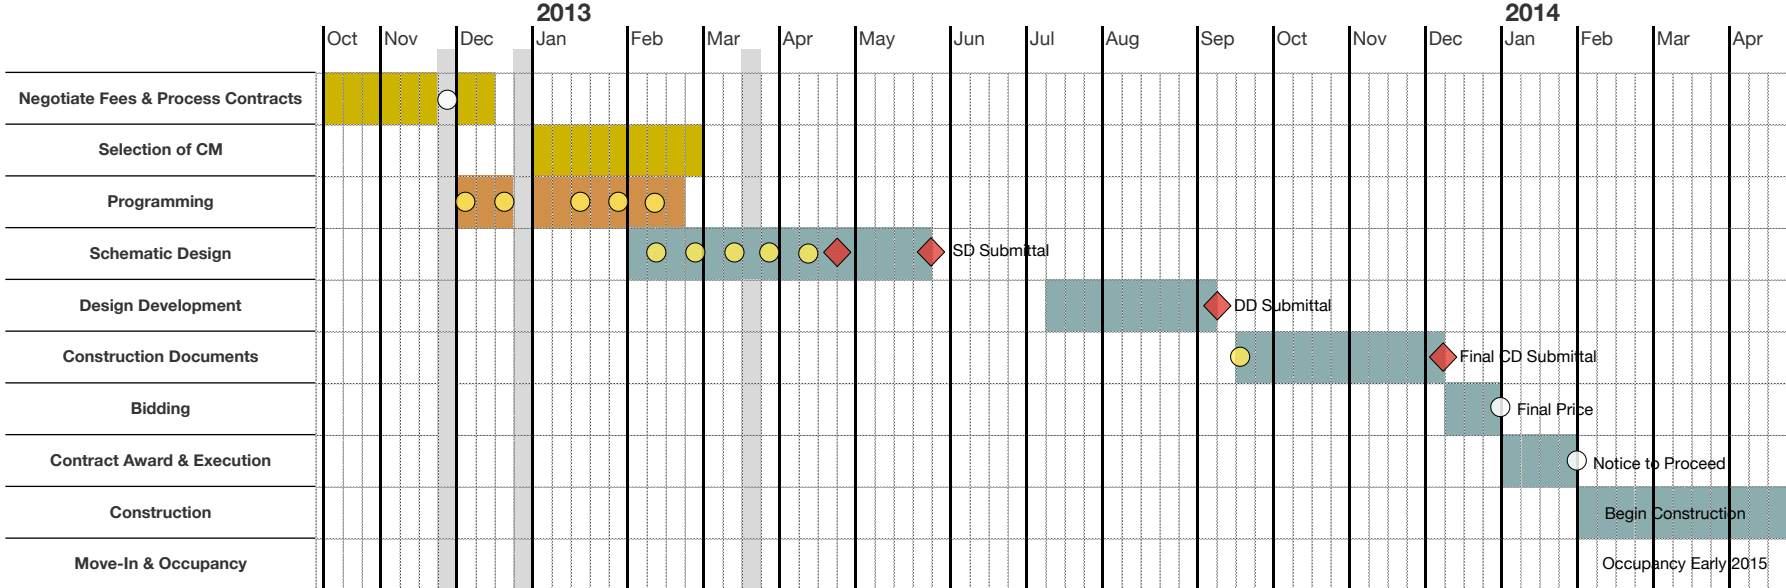 2013 2014
Oct Nov Dec Jan Feb Mar Apr May Jun Jul Aug Sep Oct Nov Dec Jan Feb Mar Apr
Negotiate Fees & Process Contracts
Selection of CM
Programming
Schematic Design SD Submittal
Design Development DD Submittal
Construction Documents Final CD Submittal
Bidding Final Price
Contract Award & Execution Notice to Proceed
Construction Begin Construction
Move-In & Occupancy Occupancy Early 2015